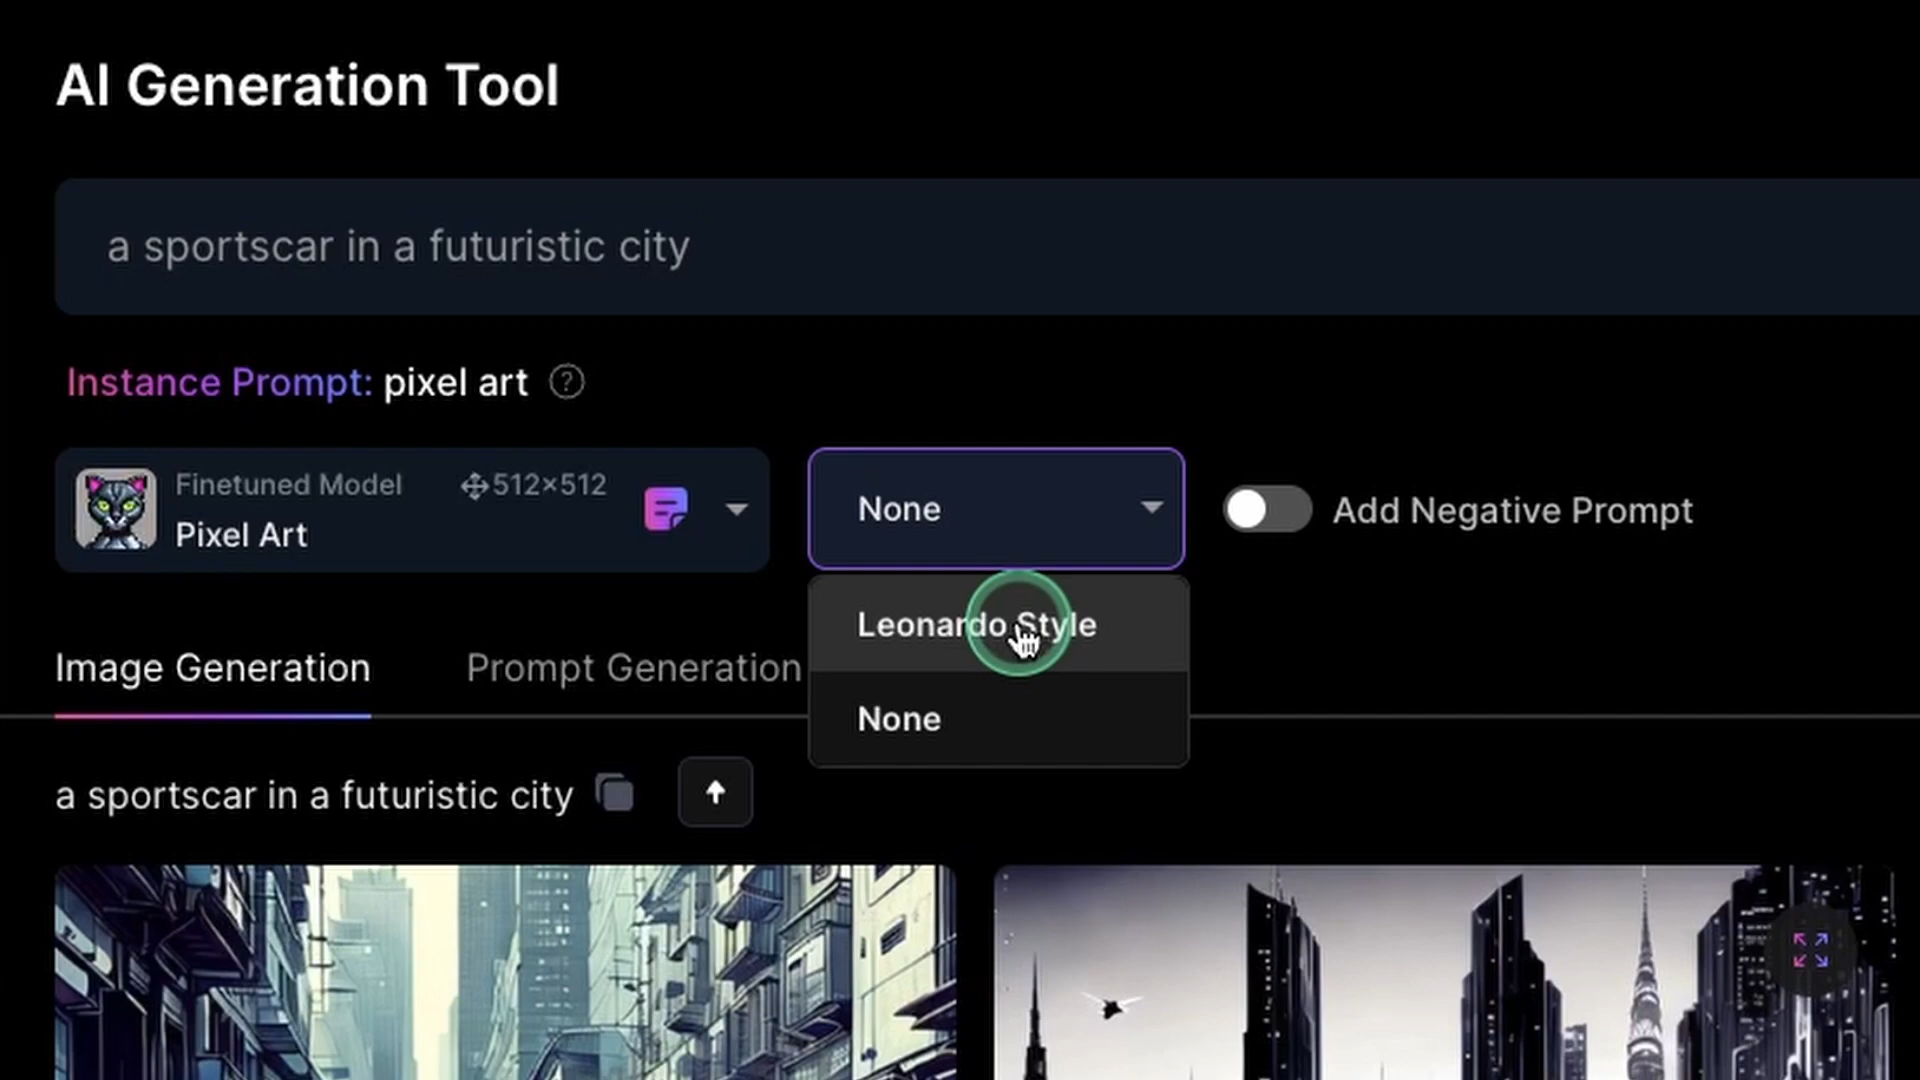 AI Generation Tool
a sportscar in a futuristic city
Instance Prompt: pixel art ?
Finetuned Model 512×512
Pixel Art
None
Add Negative Prompt
Leonardo Style
None
Image Generation Prompt Generation
a sportscar in a futuristic city